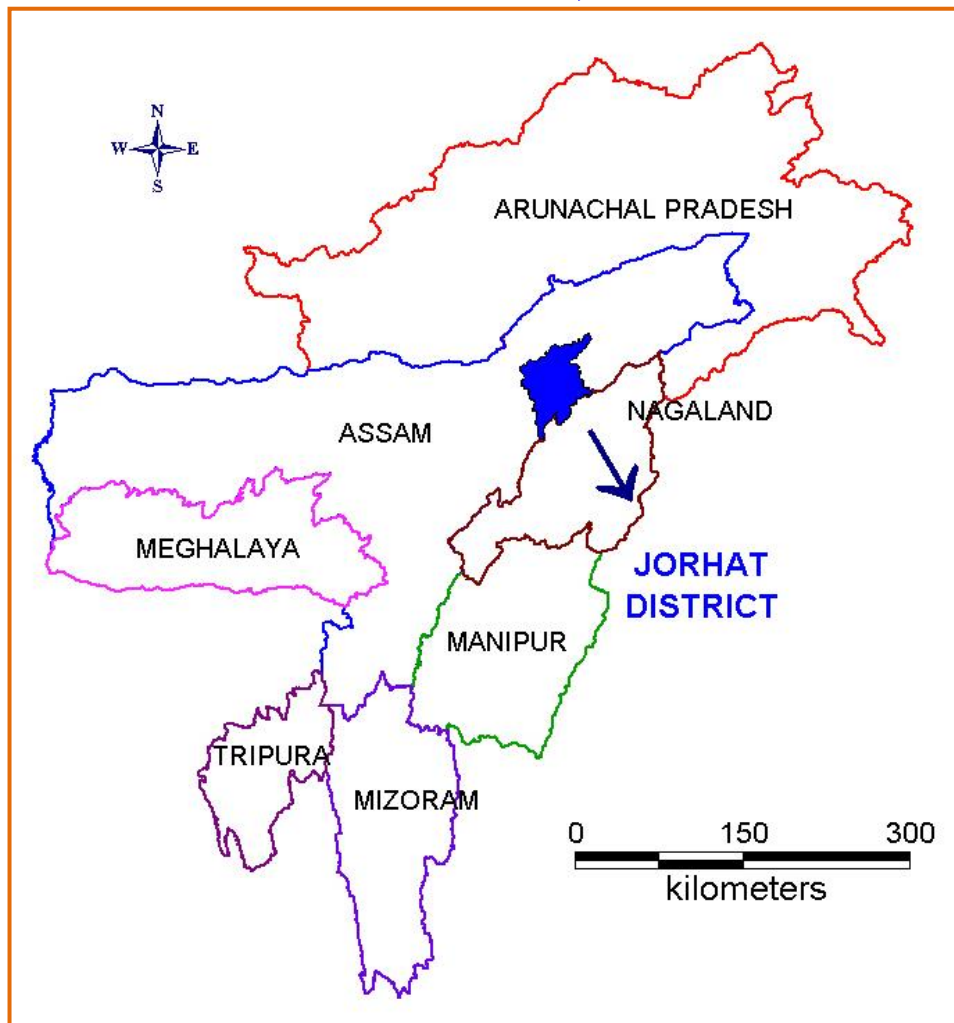 N
W E
S
ARUNACHAL PRADESH
NAGALAND
ASSAM
MEGHALAYA
JORHAT
DISTRICT
MANIPUR
TRIPURA
MIZORAM
0 150 300
kilometers